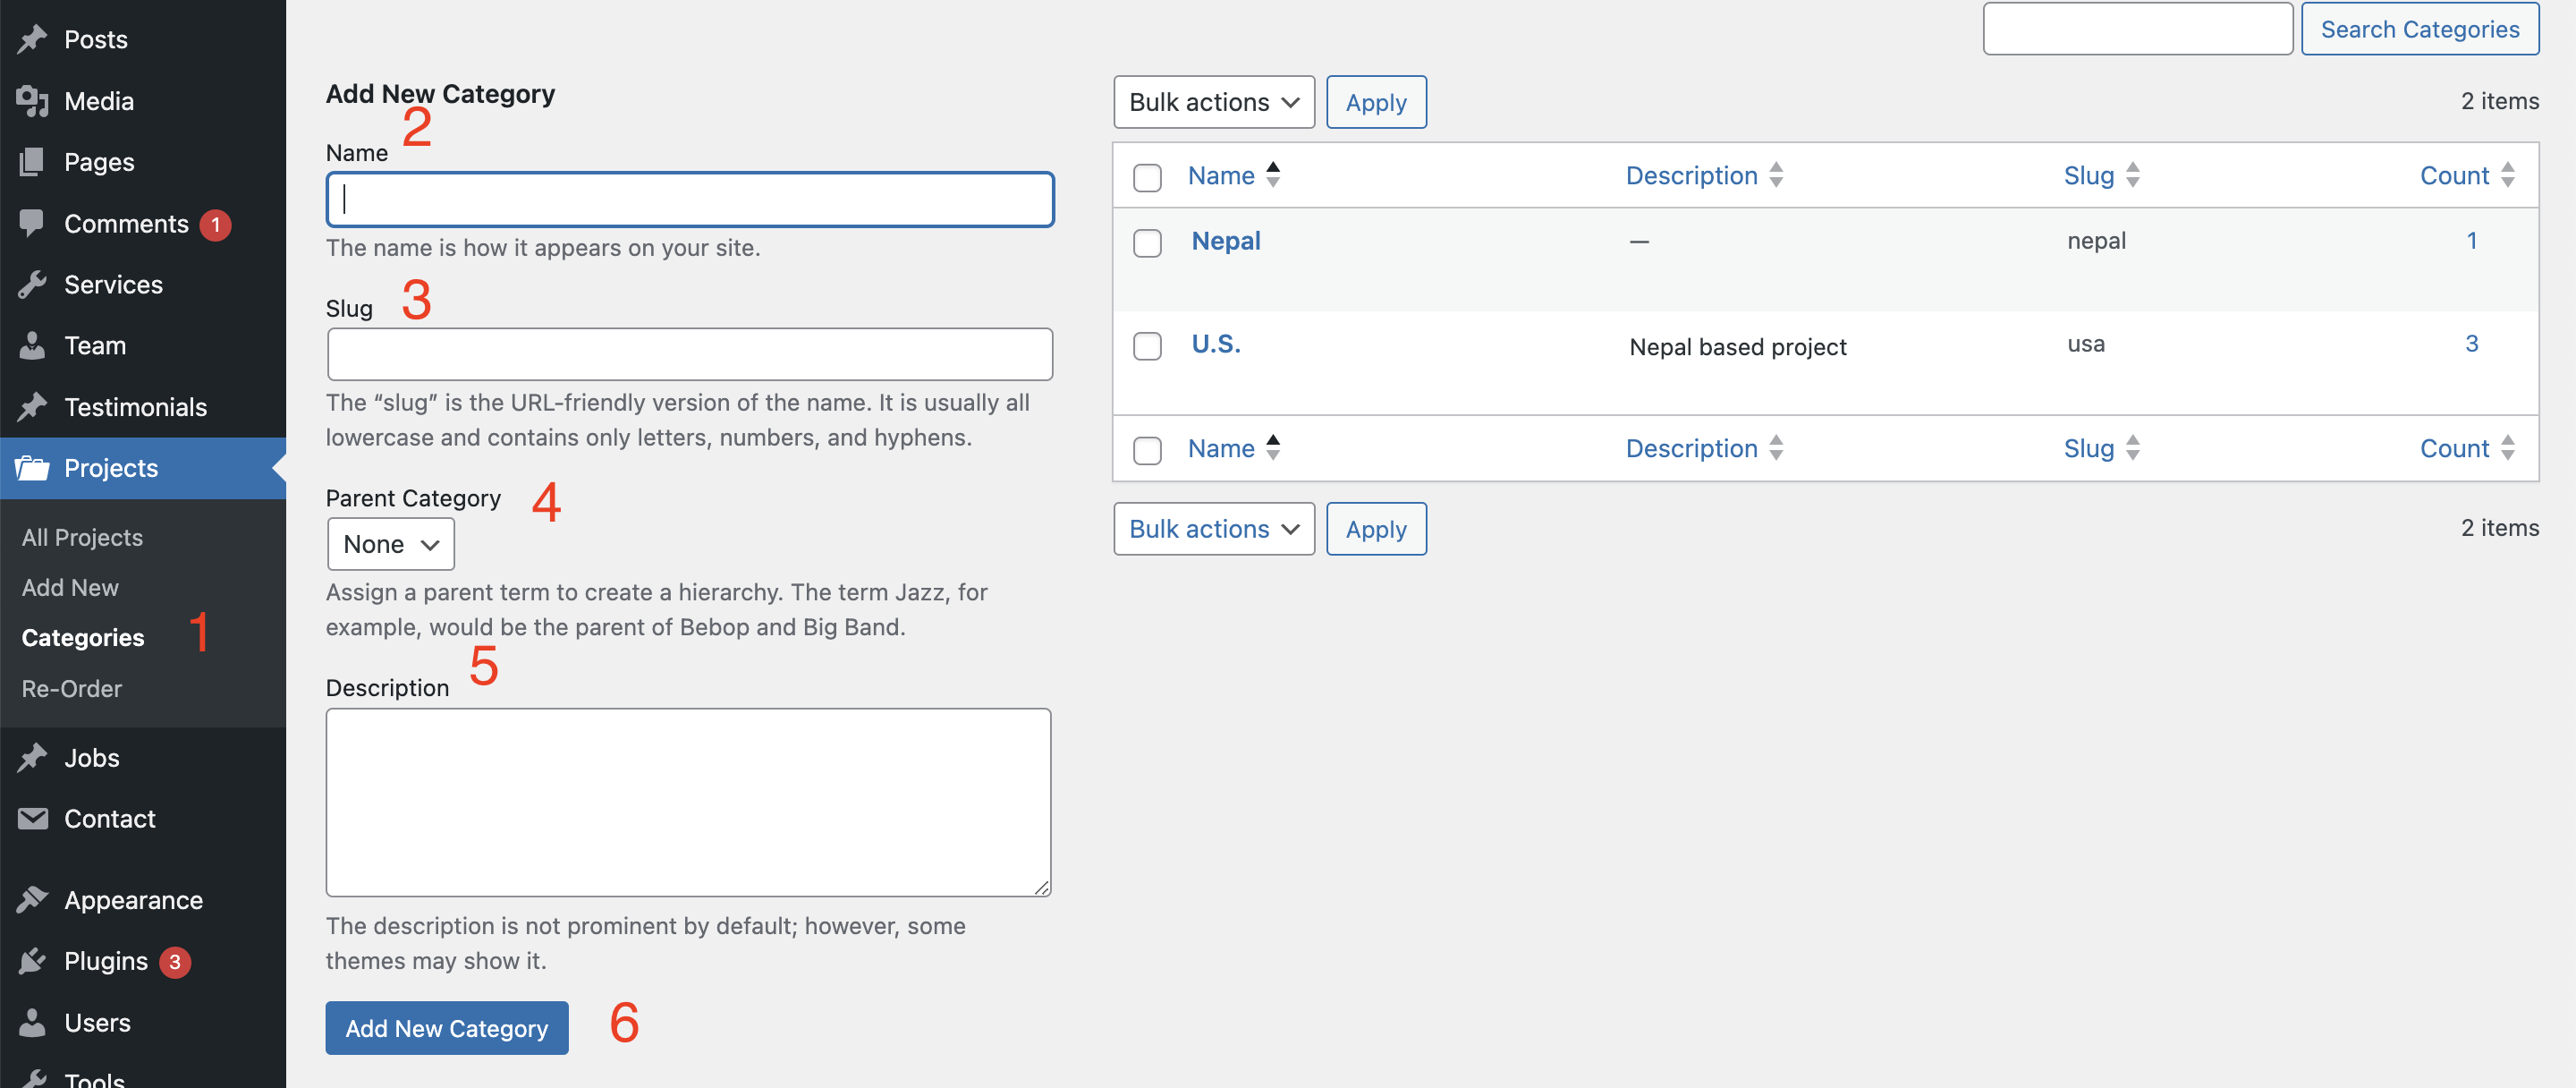 Posts
Media
Pages
Comments 1
Services
Team
Testimonials
Projects
All Projects
Add New
Categories 1
Re-Order
Jobs
Contact
Appearance
Plugins 3
Users
Tools
Add New Category
Name 2
The name is how it appears on your site.
Slug 3
The “slug” is the URL-friendly version of the name. It is usually all
lowercase and contains only letters, numbers, and hyphens.
Parent Category 4
None
Assign a parent term to create a hierarchy. The term Jazz, for
example, would be the parent of Bebop and Big Band.
Description 5
The description is not prominent by default; however, some
themes may show it.
Add New Category 6
Search Categories
Bulk actions Apply 2 items
Name Description Slug Count
Nepal — nepal 1
U.S. Nepal based project usa 3
Name Description Slug Count
Bulk actions Apply 2 items